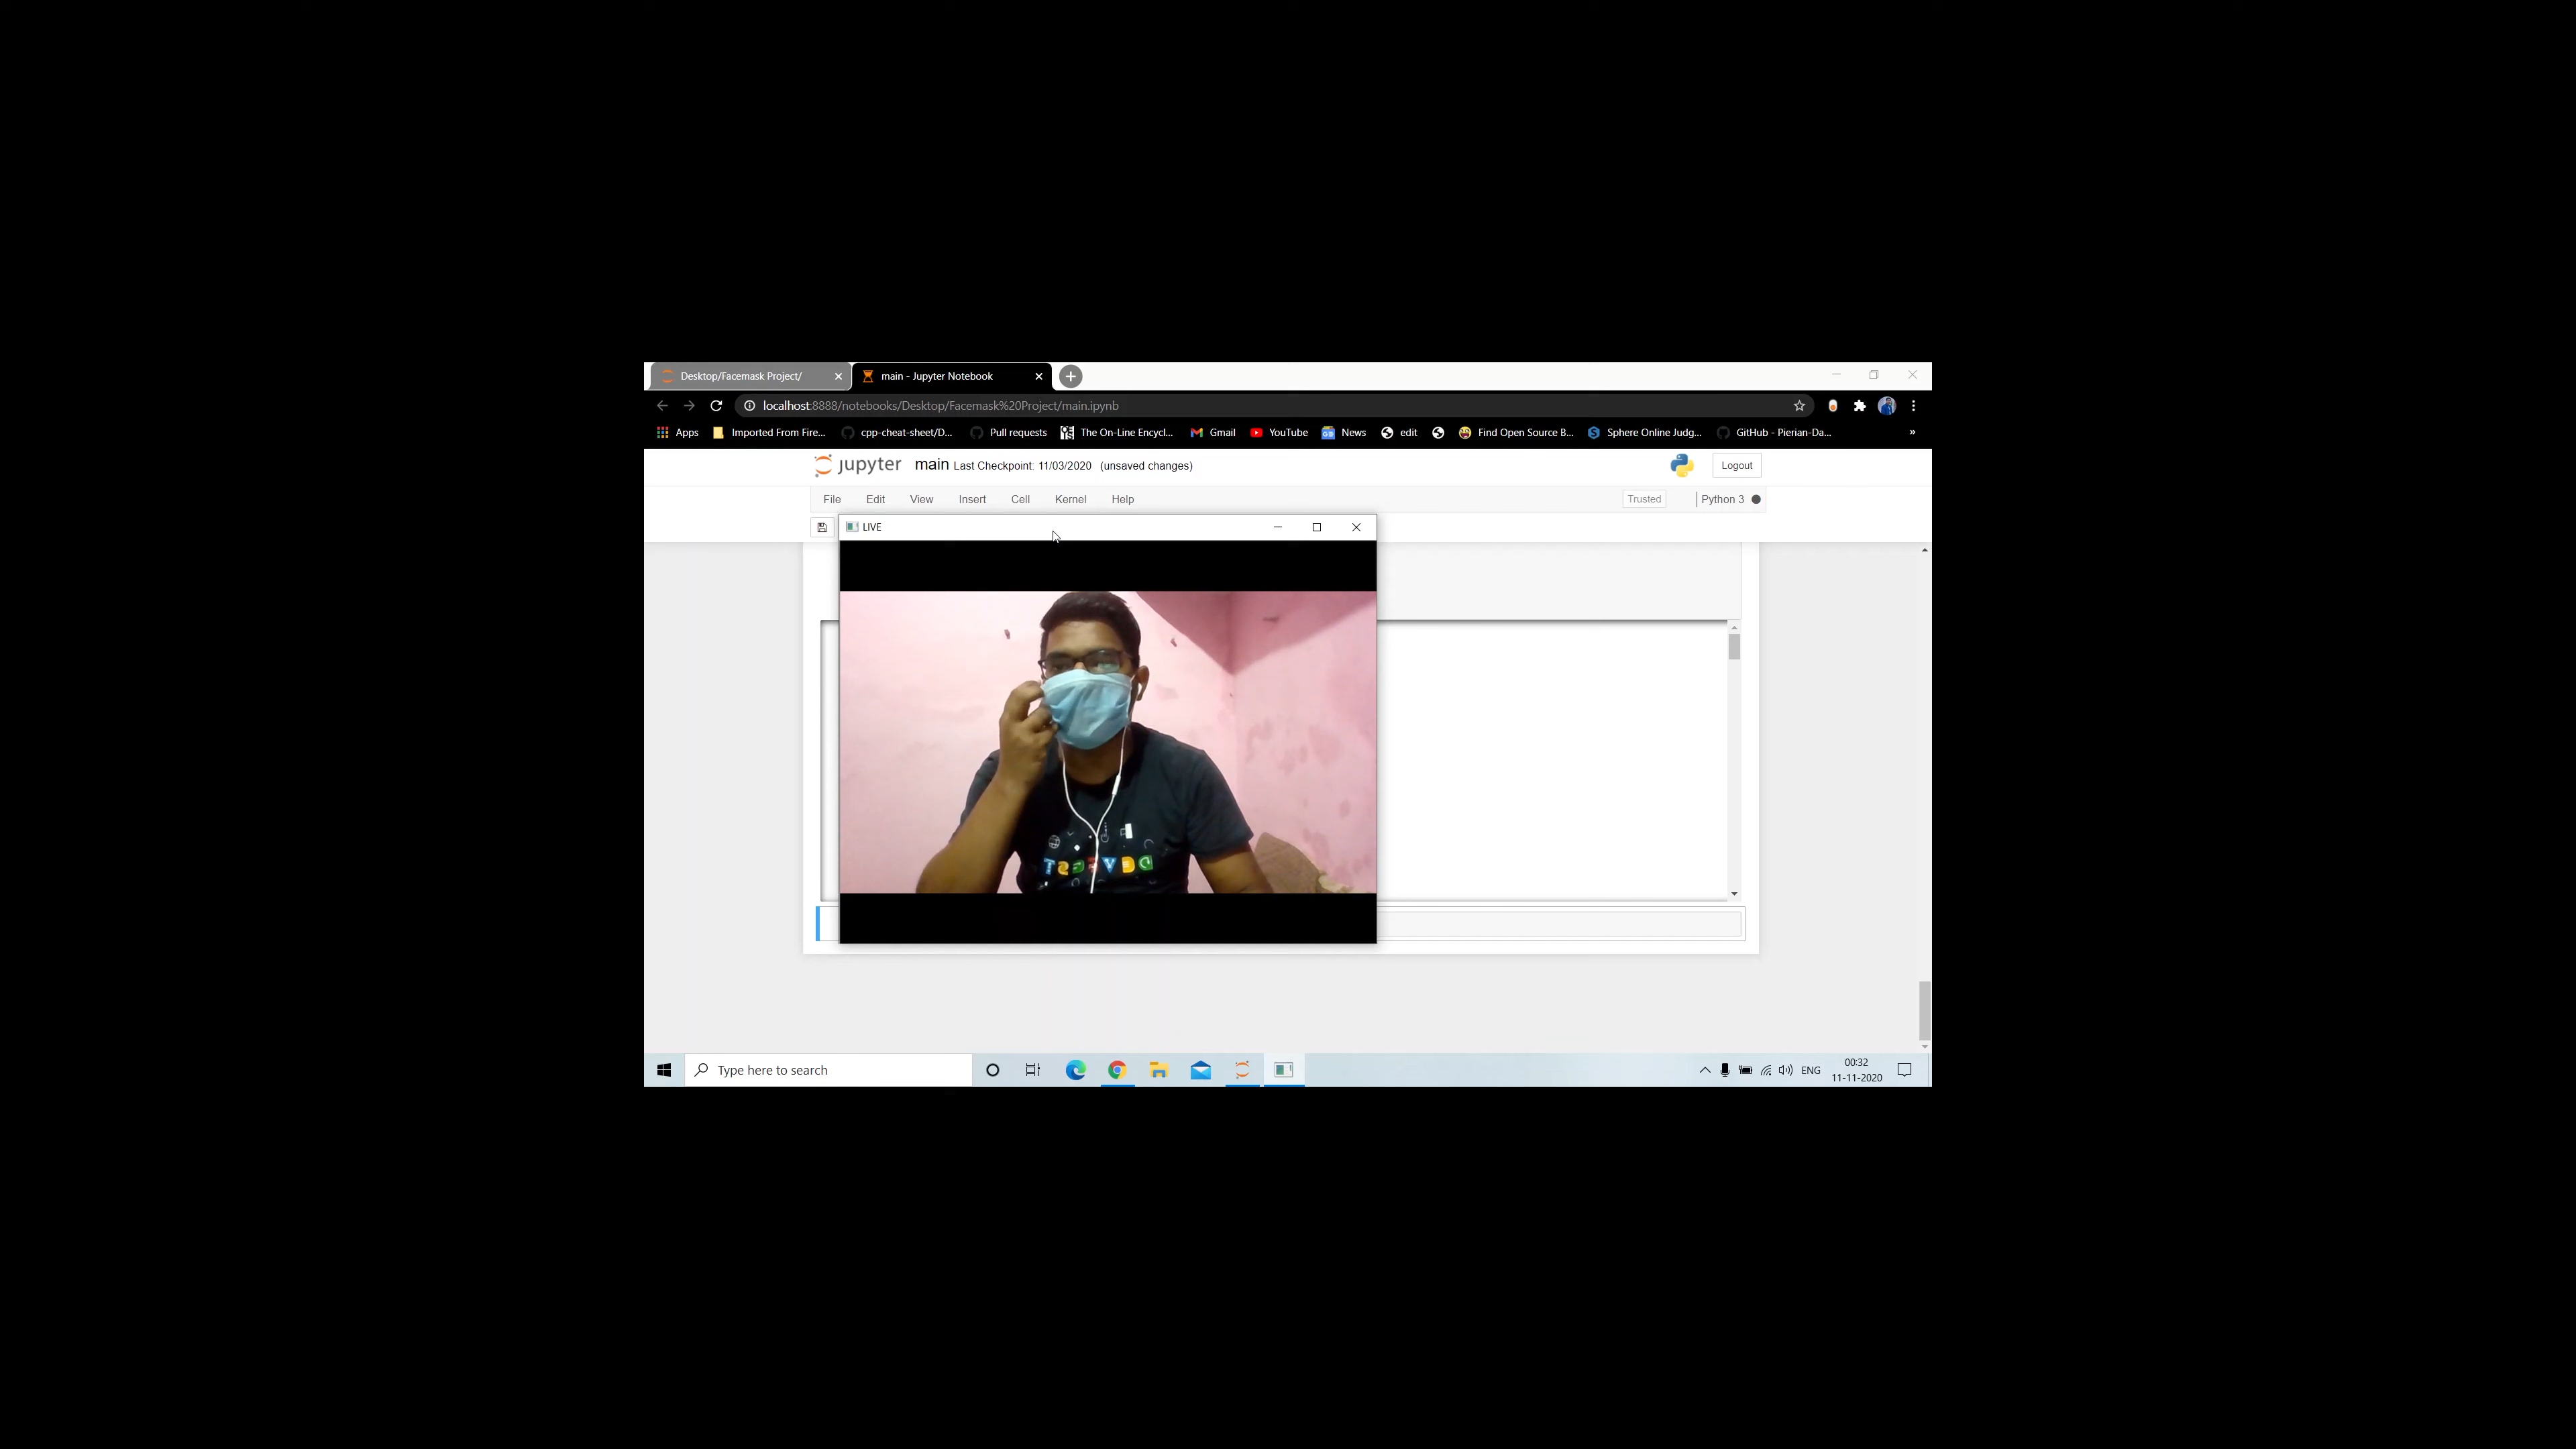 Desktop/Facemask Project/
main - Jupyter Notebook
localhost:8888/notebooks/Desktop/Facemask%20Project/main.ipynb
Apps Imported From Fire... cpp-cheat-sheet/D... Pull requests The On-Line Encycl... Gmail YouTube News edit Find Open Source B... Sphere Online Judg... GitHub - Pierian-Da... »
jupyter main Last Checkpoint: 11/03/2020 (unsaved changes) Logout
File Edit View Insert Cell Kernel Help Trusted Python 3
LIVE
Type here to search
ENG
00:32
11-11-2020